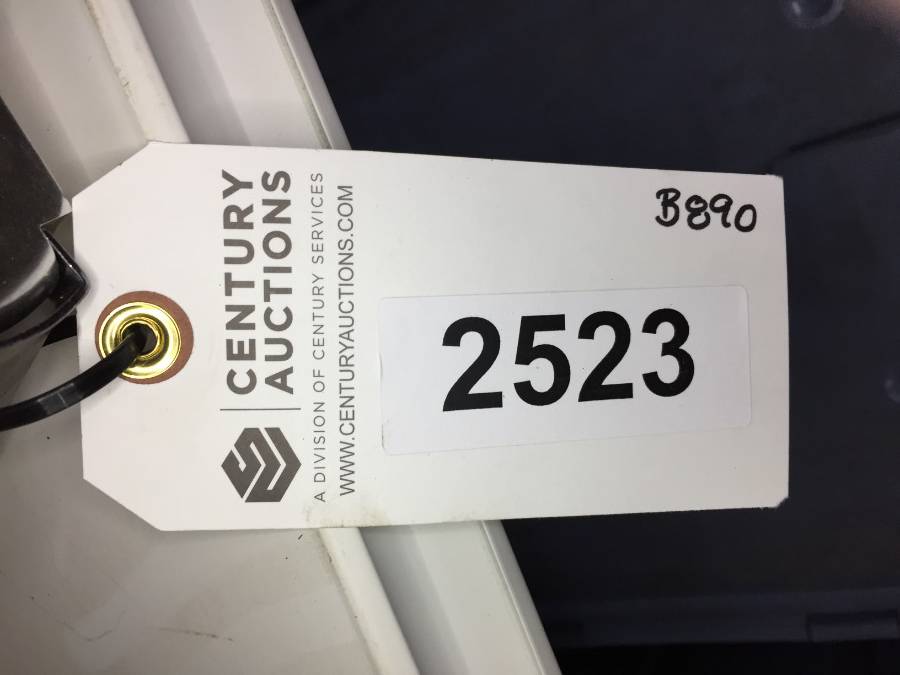 CENTURY
AUCTIONS
A DIVISION OF CENTURY SERVICES
WWW.CENTURYAUCTIONS.COM
B890
2523